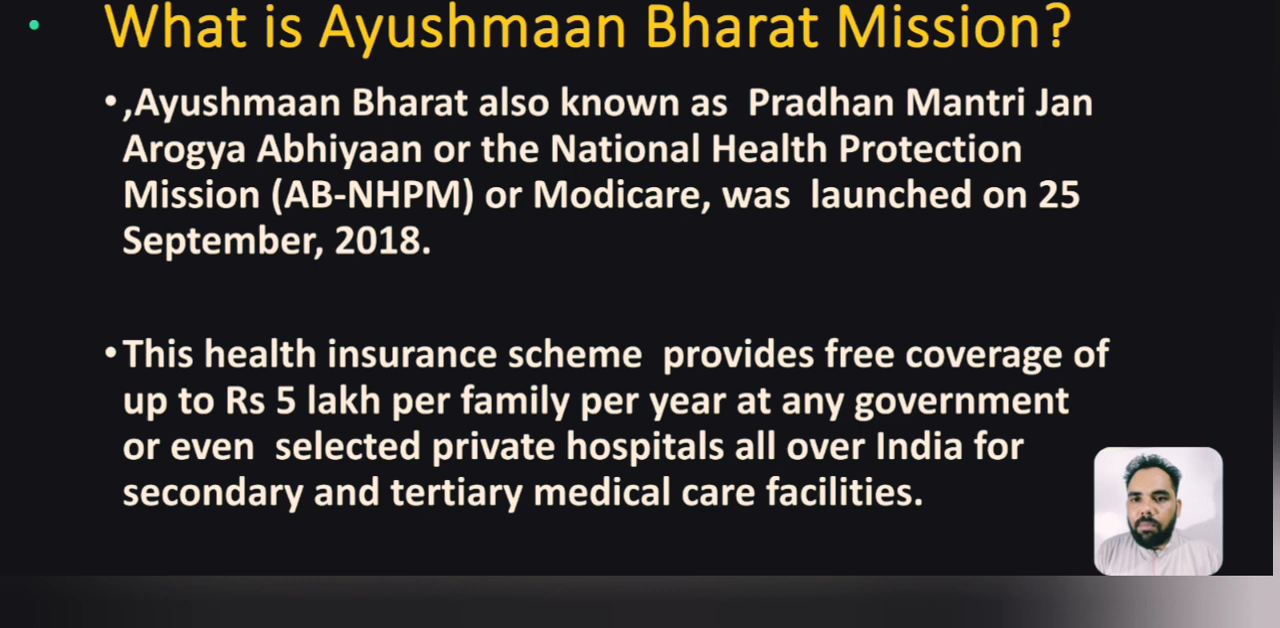 What is Ayushmaan Bharat Mission?
• ,Ayushmaan Bharat also known as Pradhan Mantri Jan
Arogya Abhiyaan or the National Health Protection
Mission (AB-NHPM) or Modicare, was launched on 25
September, 2018.
• This health insurance scheme provides free coverage of
up to Rs 5 lakh per family per year at any government
or even selected private hospitals all over India for
secondary and tertiary medical care facilities.